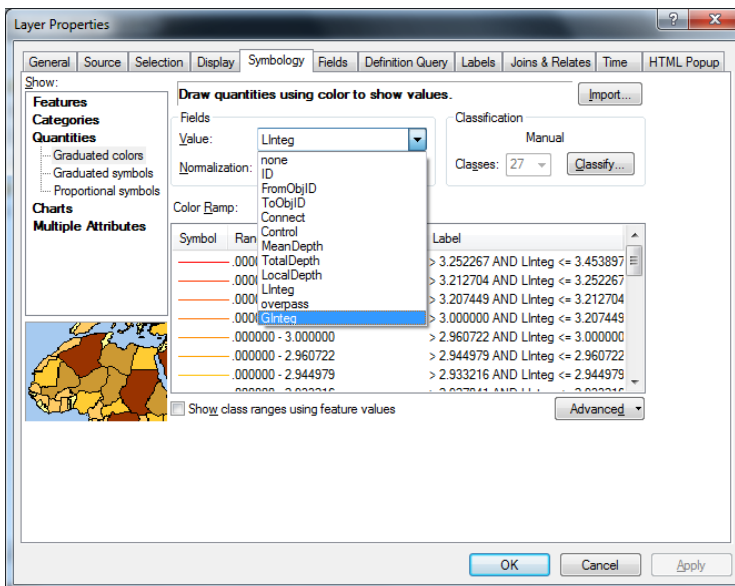 Layer Properties
General Source Selection Display Symbology Fields Definition Query Labels Joins & Relates Time HTML Popup
Show:
Features
Categories
Quantities
Graduated colors
Graduated symbols
Proportional symbols
Charts
Multiple Attributes
Draw quantities using color to show values.
Import...
Fields
Value: LInteg
Normalization:
none
ID
FromObjID
ToObjID
Connect
Control
MeanDepth
TotalDepth
LocalDepth
LInteg
overpass
GInteg
Classification
Manual
Classes: 27 Classify...
Color Ramp:
Symbol Ran Label
.000 > 3.252267 AND LInteg <= 3.453897
.000 > 3.212704 AND LInteg <= 3.252267
.000 > 3.207449 AND LInteg <= 3.212704
.000 > 3.000000 AND LInteg <= 3.207449
.000000 - 3.000000 > 2.960722 AND LInteg <= 3.000000
.000000 - 2.960722 > 2.944979 AND LInteg <= 2.960722
.000000 - 2.944979 > 2.933216 AND LInteg <= 2.944979
Show class ranges using feature values
Advanced
OK Cancel Apply